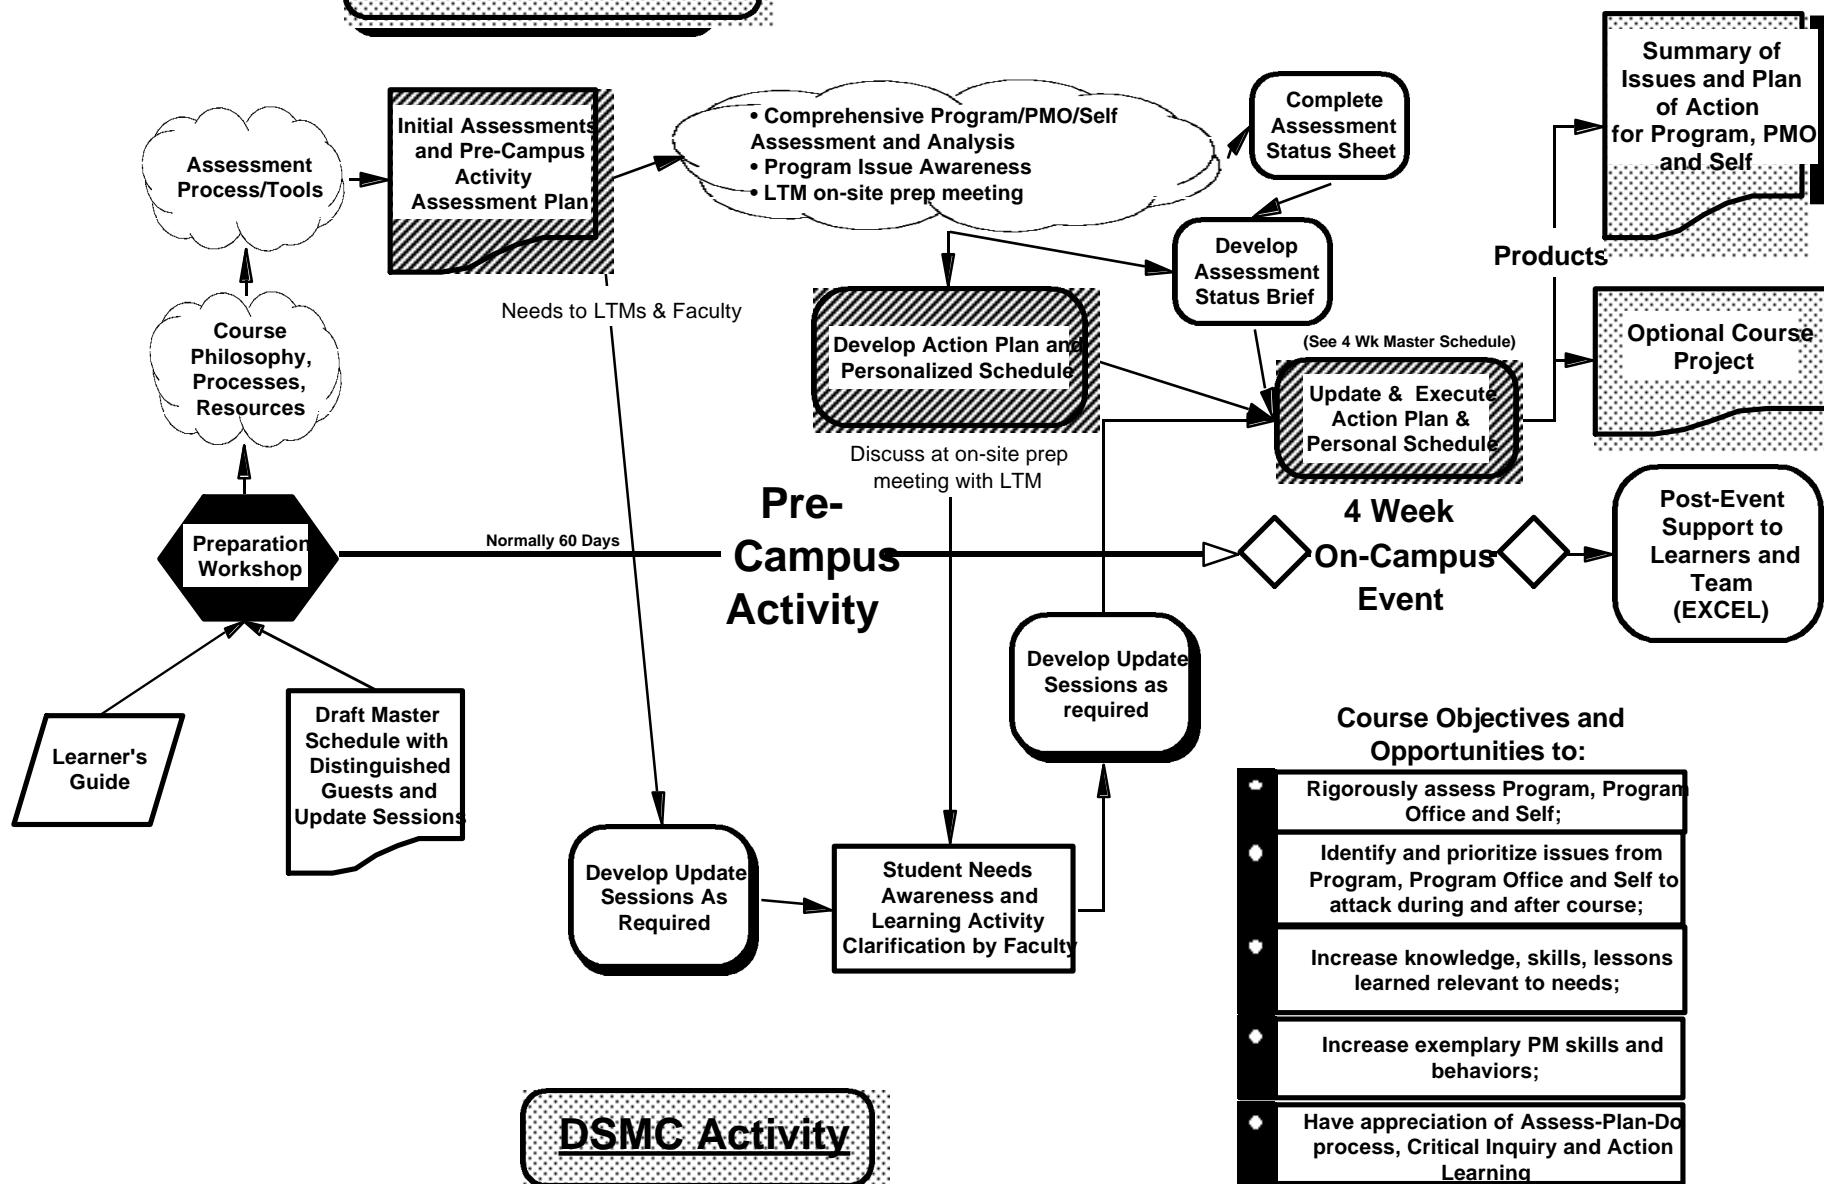 Summary of
Issues and Plan
of Action
for Program, PMO
and Self
Complete
Assessment
Status Sheet
• Comprehensive Program/PMO/Self
Assessment and Analysis
• Program Issue Awareness
• LTM on-site prep meeting
Initial Assessments
and Pre-Campus
Activity
Assessment Plan
Assessment
Process/Tools
Develop
Assessment
Status Brief
Products
Needs to LTMs & Faculty
Course
Philosophy,
Processes,
Resources
Develop Action Plan and
Personalized Schedule
(See 4 Wk Master Schedule)
Update &  Execute
Action Plan &
Personal Schedule
Optional Course
Project
Discuss at on-site prep
meeting with LTM
Preparation
Workshop
Normally 60 Days
Pre-
Campus
Activity
4 Week
On-Campus
Event
Post-Event
Support to
Learners and
Team
(EXCEL)
Develop Update
Sessions as
required
Learner's
Guide
Draft Master
Schedule with
Distinguished
Guests and
Update Sessions
Develop Update
Sessions As
Required
Student Needs
Awareness and
Learning Activity
Clarification by Faculty
Course Objectives and
Opportunities to:
Rigorously assess Program, Program
Office and Self;
Identify and prioritize issues from
Program, Program Office and Self to
attack during and after course;
Increase knowledge, skills, lessons
learned relevant to needs;
Increase exemplary PM skills and
behaviors;
Have appreciation of Assess-Plan-Do
process, Critical Inquiry and Action
Learning
DSMC Activity